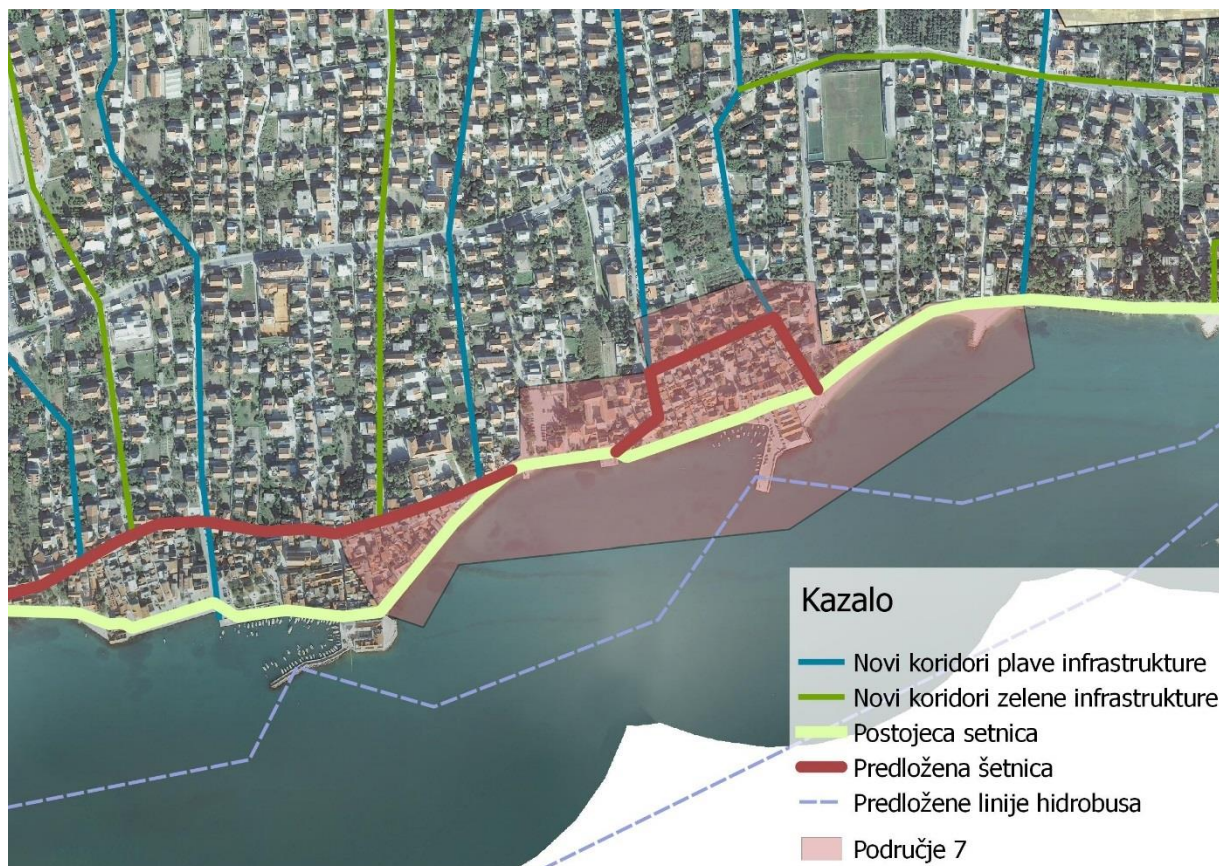 Kazalo
Novi koridori plave infrastrukture
Novi koridori zelene infrastrukture
Postojeca setnica
Predložena šetnica
Predložene linije hidrobusa
Područje 7